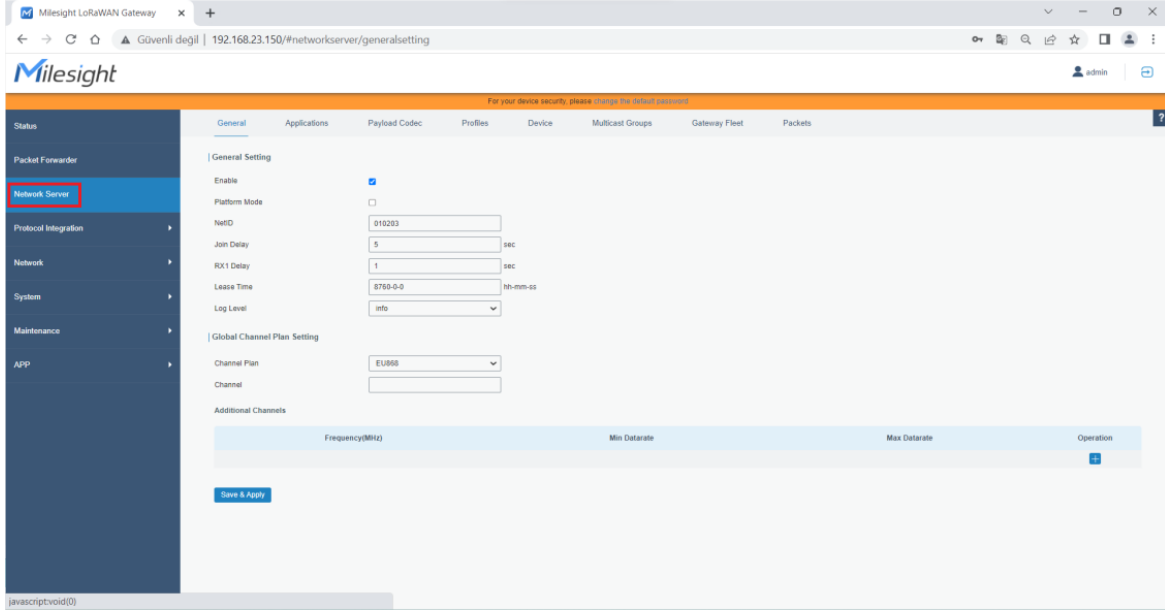 Milesight LoRaWAN Gateway
Güvenli değil | 192.168.23.150/#networkserver/generalsetting
Milesight
admin
For your device security, please change the default password
?
Status
Packet Forwarder
Network Server
Protocol Integration
Network
System
Maintenance
APP
General Applications Payload Codec Profiles Device Multicast Groups Gateway Fleet Packets
General Setting
Enable
Platform Mode
NetID 010203
Join Delay 5 sec
RX1 Delay 1 sec
Lease Time 8760-0-0 hh-mm-ss
Log Level info
Global Channel Plan Setting
Channel Plan EU868
Channel
Additional Channels
Frequency(MHz) Min Datarate Max Datarate Operation
Save & Apply
javascript:void(0)